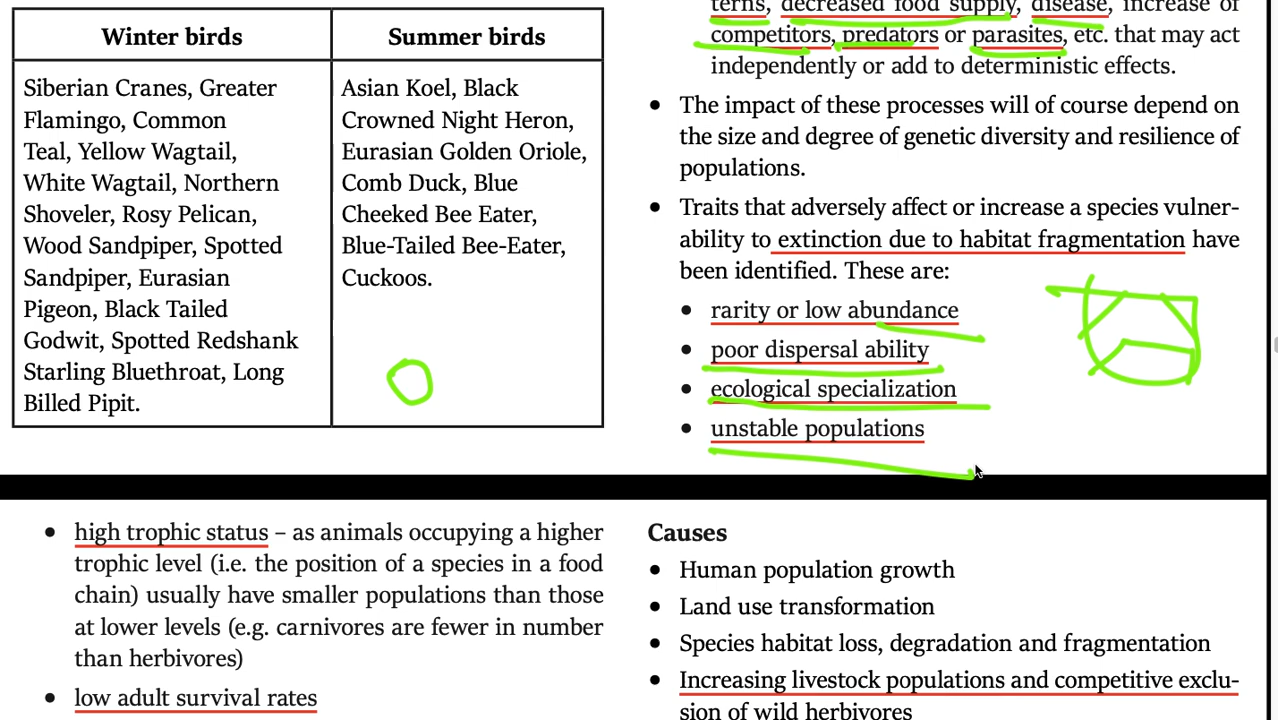 Winter birds
Summer birds
Siberian Cranes, Greater
Flamingo, Common
Teal, Yellow Wagtail,
White Wagtail, Northern
Shoveler, Rosy Pelican,
Wood Sandpiper, Spotted
Sandpiper, Eurasian
Pigeon, Black Tailed
Godwit, Spotted Redshank
Starling Bluethroat, Long
Billed Pipit.
Asian Koel, Black
Crowned Night Heron,
Eurasian Golden Oriole,
Comb Duck, Blue
Cheeked Bee Eater,
Blue-Tailed Bee-Eater,
Cuckoos.
terns, decreased food supply, disease, increase of
competitors, predators or parasites, etc. that may act
independently or add to deterministic effects.
• The impact of these processes will of course depend on
the size and degree of genetic diversity and resilience of
populations.
• Traits that adversely affect or increase a species vulner-
ability to extinction due to habitat fragmentation have
been identified. These are:
• rarity or low abundance
• poor dispersal ability
• ecological specialization
• unstable populations
• high trophic status – as animals occupying a higher
trophic level (i.e. the position of a species in a food
chain) usually have smaller populations than those
at lower levels (e.g. carnivores are fewer in number
than herbivores)
• low adult survival rates
Causes
• Human population growth
• Land use transformation
• Species habitat loss, degradation and fragmentation
• Increasing livestock populations and competitive exclu-
sion of wild herbivores